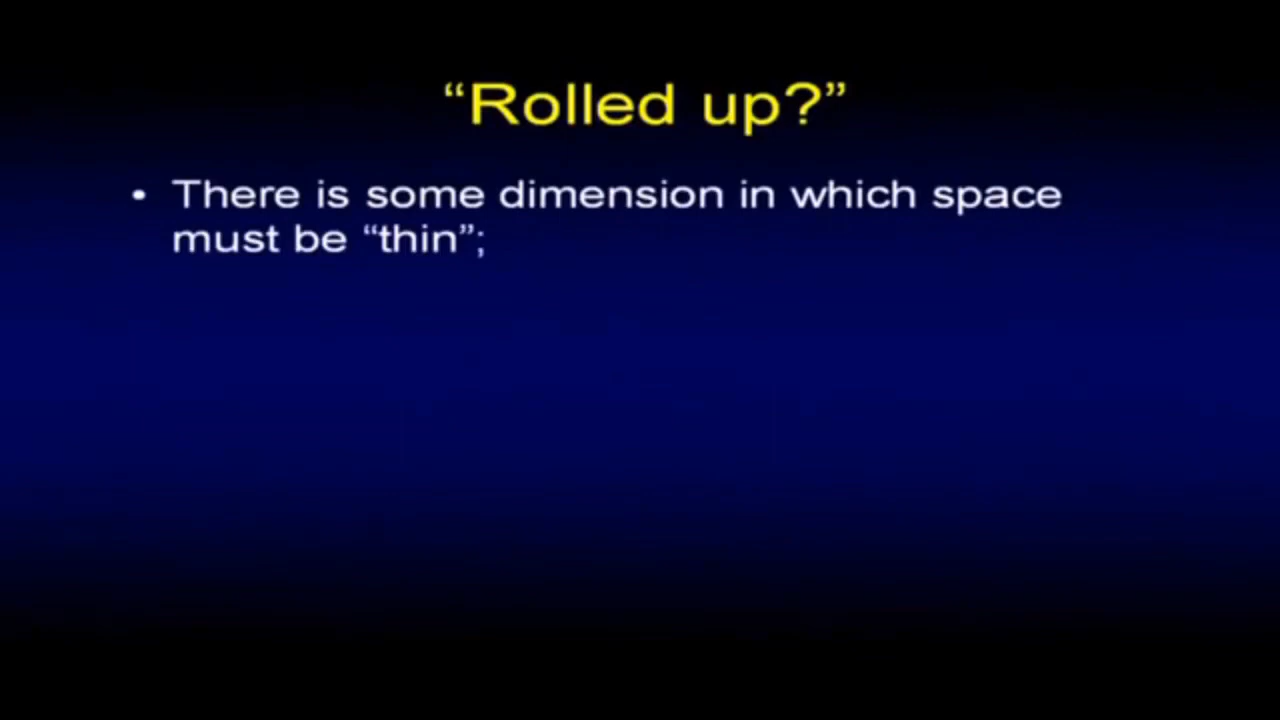 “Rolled up?”
• There is some dimension in which space
must be “thin”;